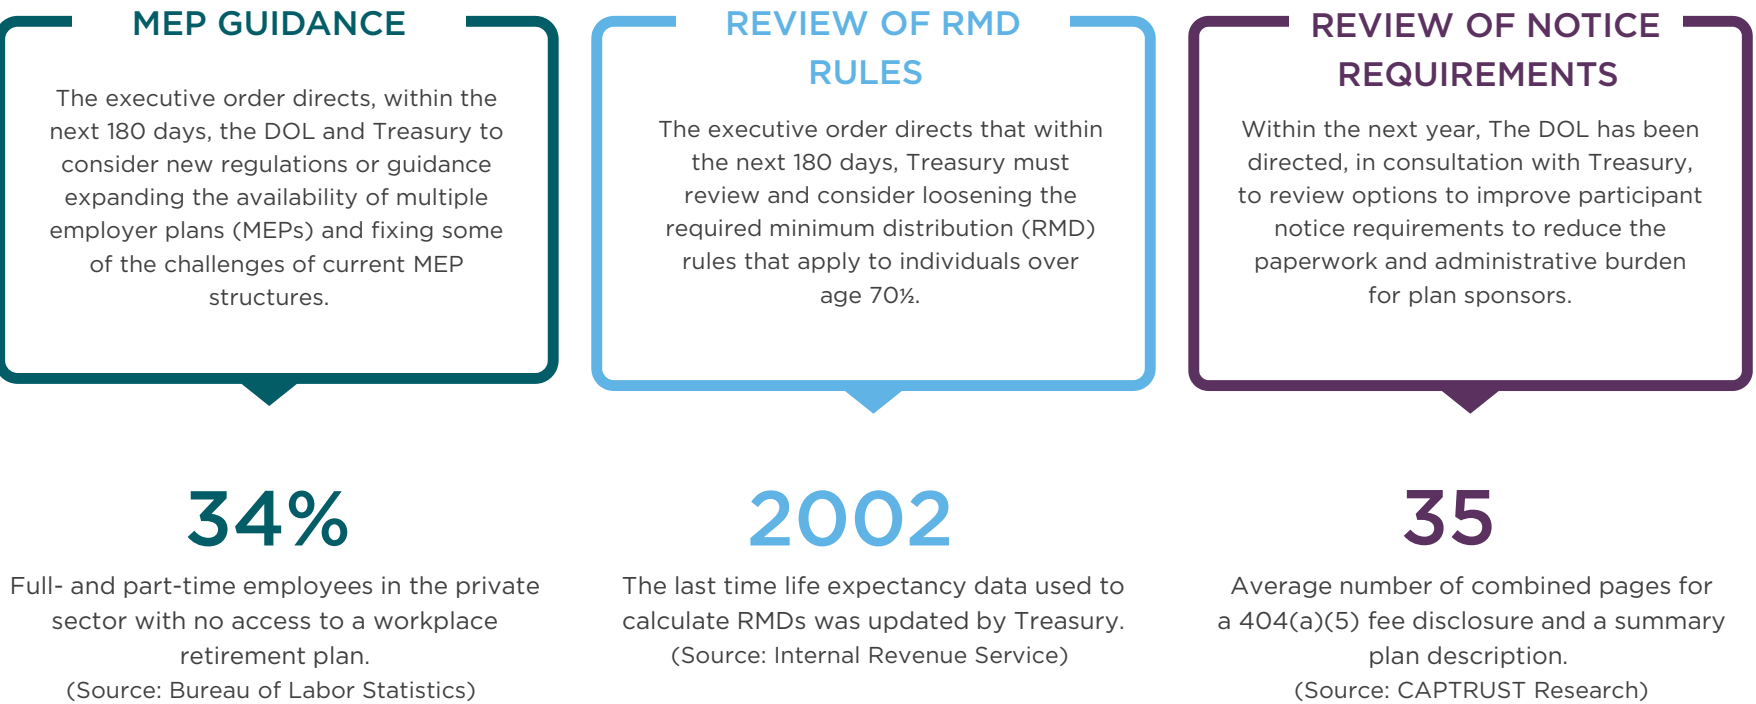 MEP GUIDANCE
The executive order directs, within the
next 180 days, the DOL and Treasury to
consider new regulations or guidance
expanding the availability of multiple
employer plans (MEPs) and fixing some
of the challenges of current MEP
structures.
34%
Full- and part-time employees in the private
sector with no access to a workplace
retirement plan.
(Source: Bureau of Labor Statistics)
REVIEW OF RMD
RULES
The executive order directs that within
the next 180 days, Treasury must
review and consider loosening the
required minimum distribution (RMD)
rules that apply to individuals over
age 70½.
2002
The last time life expectancy data used to
calculate RMDs was updated by Treasury.
(Source: Internal Revenue Service)
REVIEW OF NOTICE
REQUIREMENTS
Within the next year, The DOL has been
directed, in consultation with Treasury,
to review options to improve participant
notice requirements to reduce the
paperwork and administrative burden
for plan sponsors.
35
Average number of combined pages for
a 404(a)(5) fee disclosure and a summary
plan description.
(Source: CAPTRUST Research)